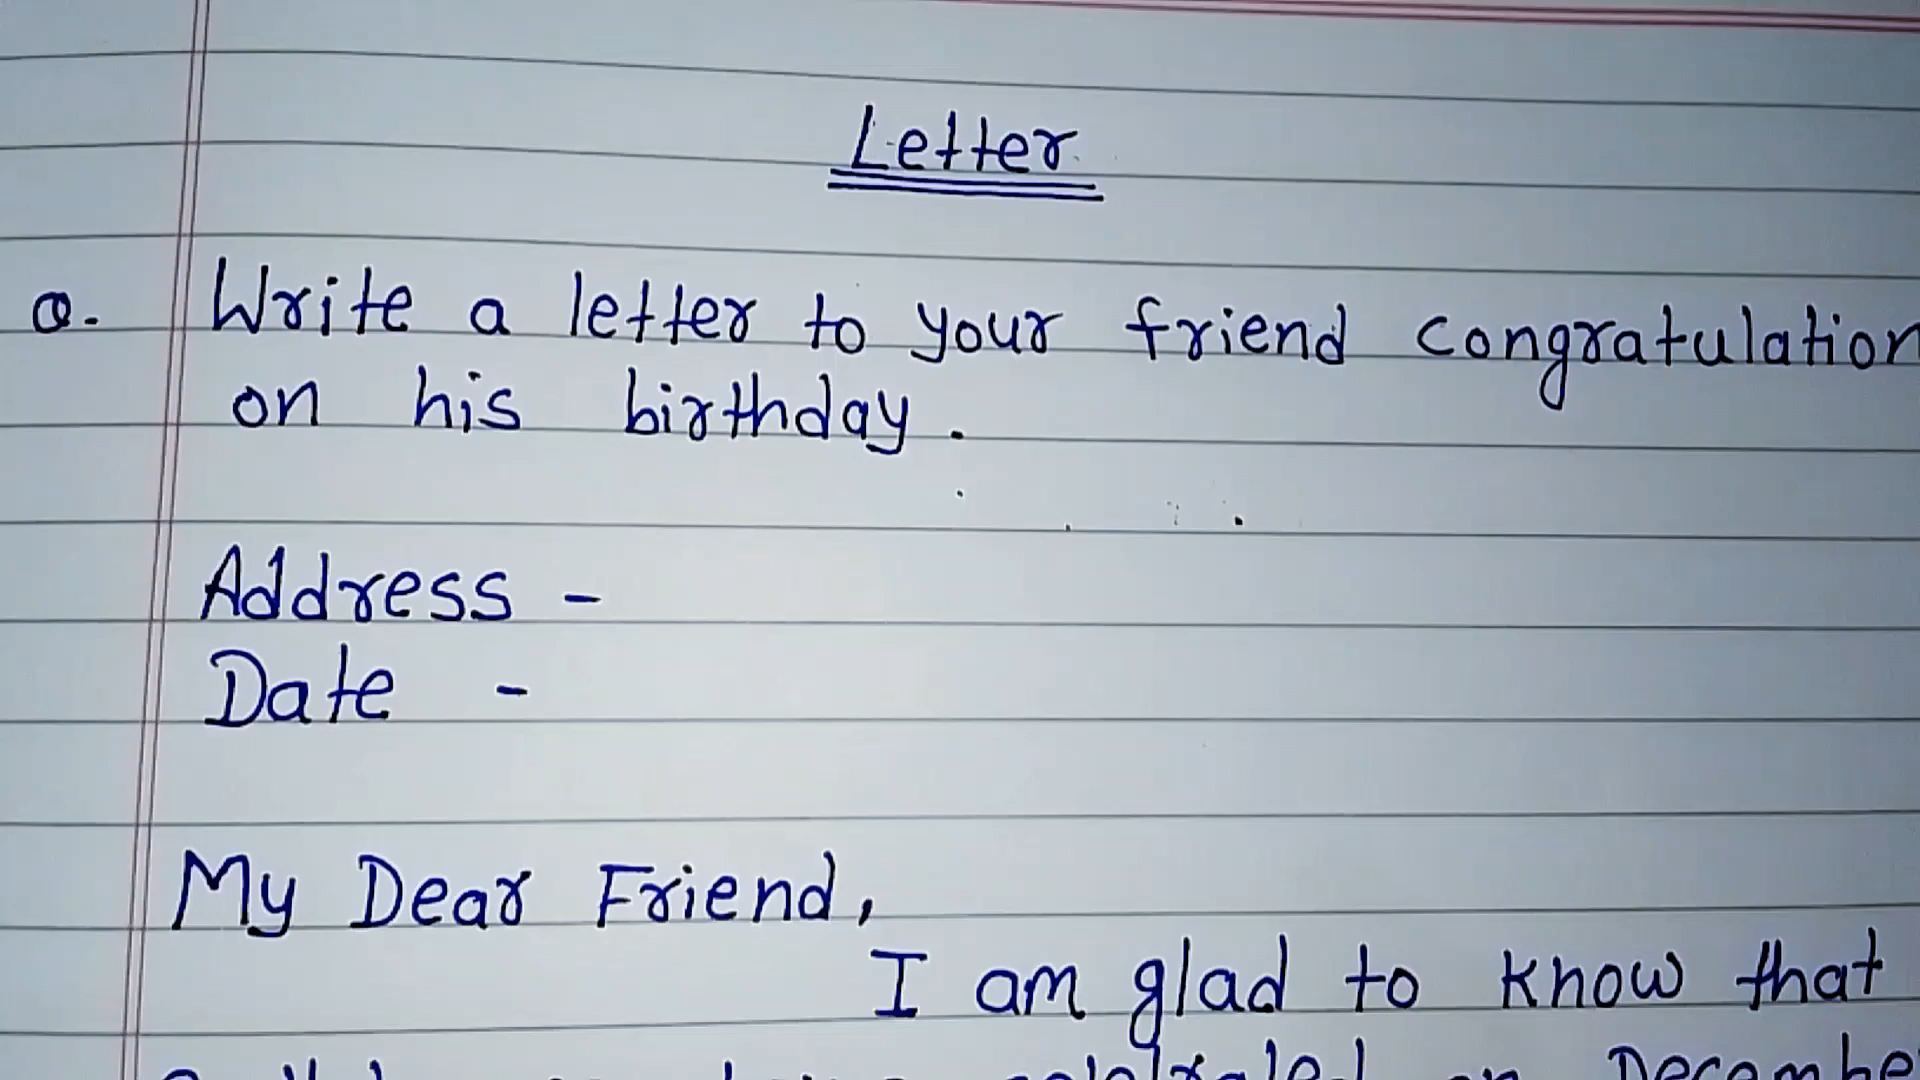 Letter
Q. Write a letter to your friend congratulation
on his birthday.
Address -
Date -
My Dear Friend,
I am glad to know that